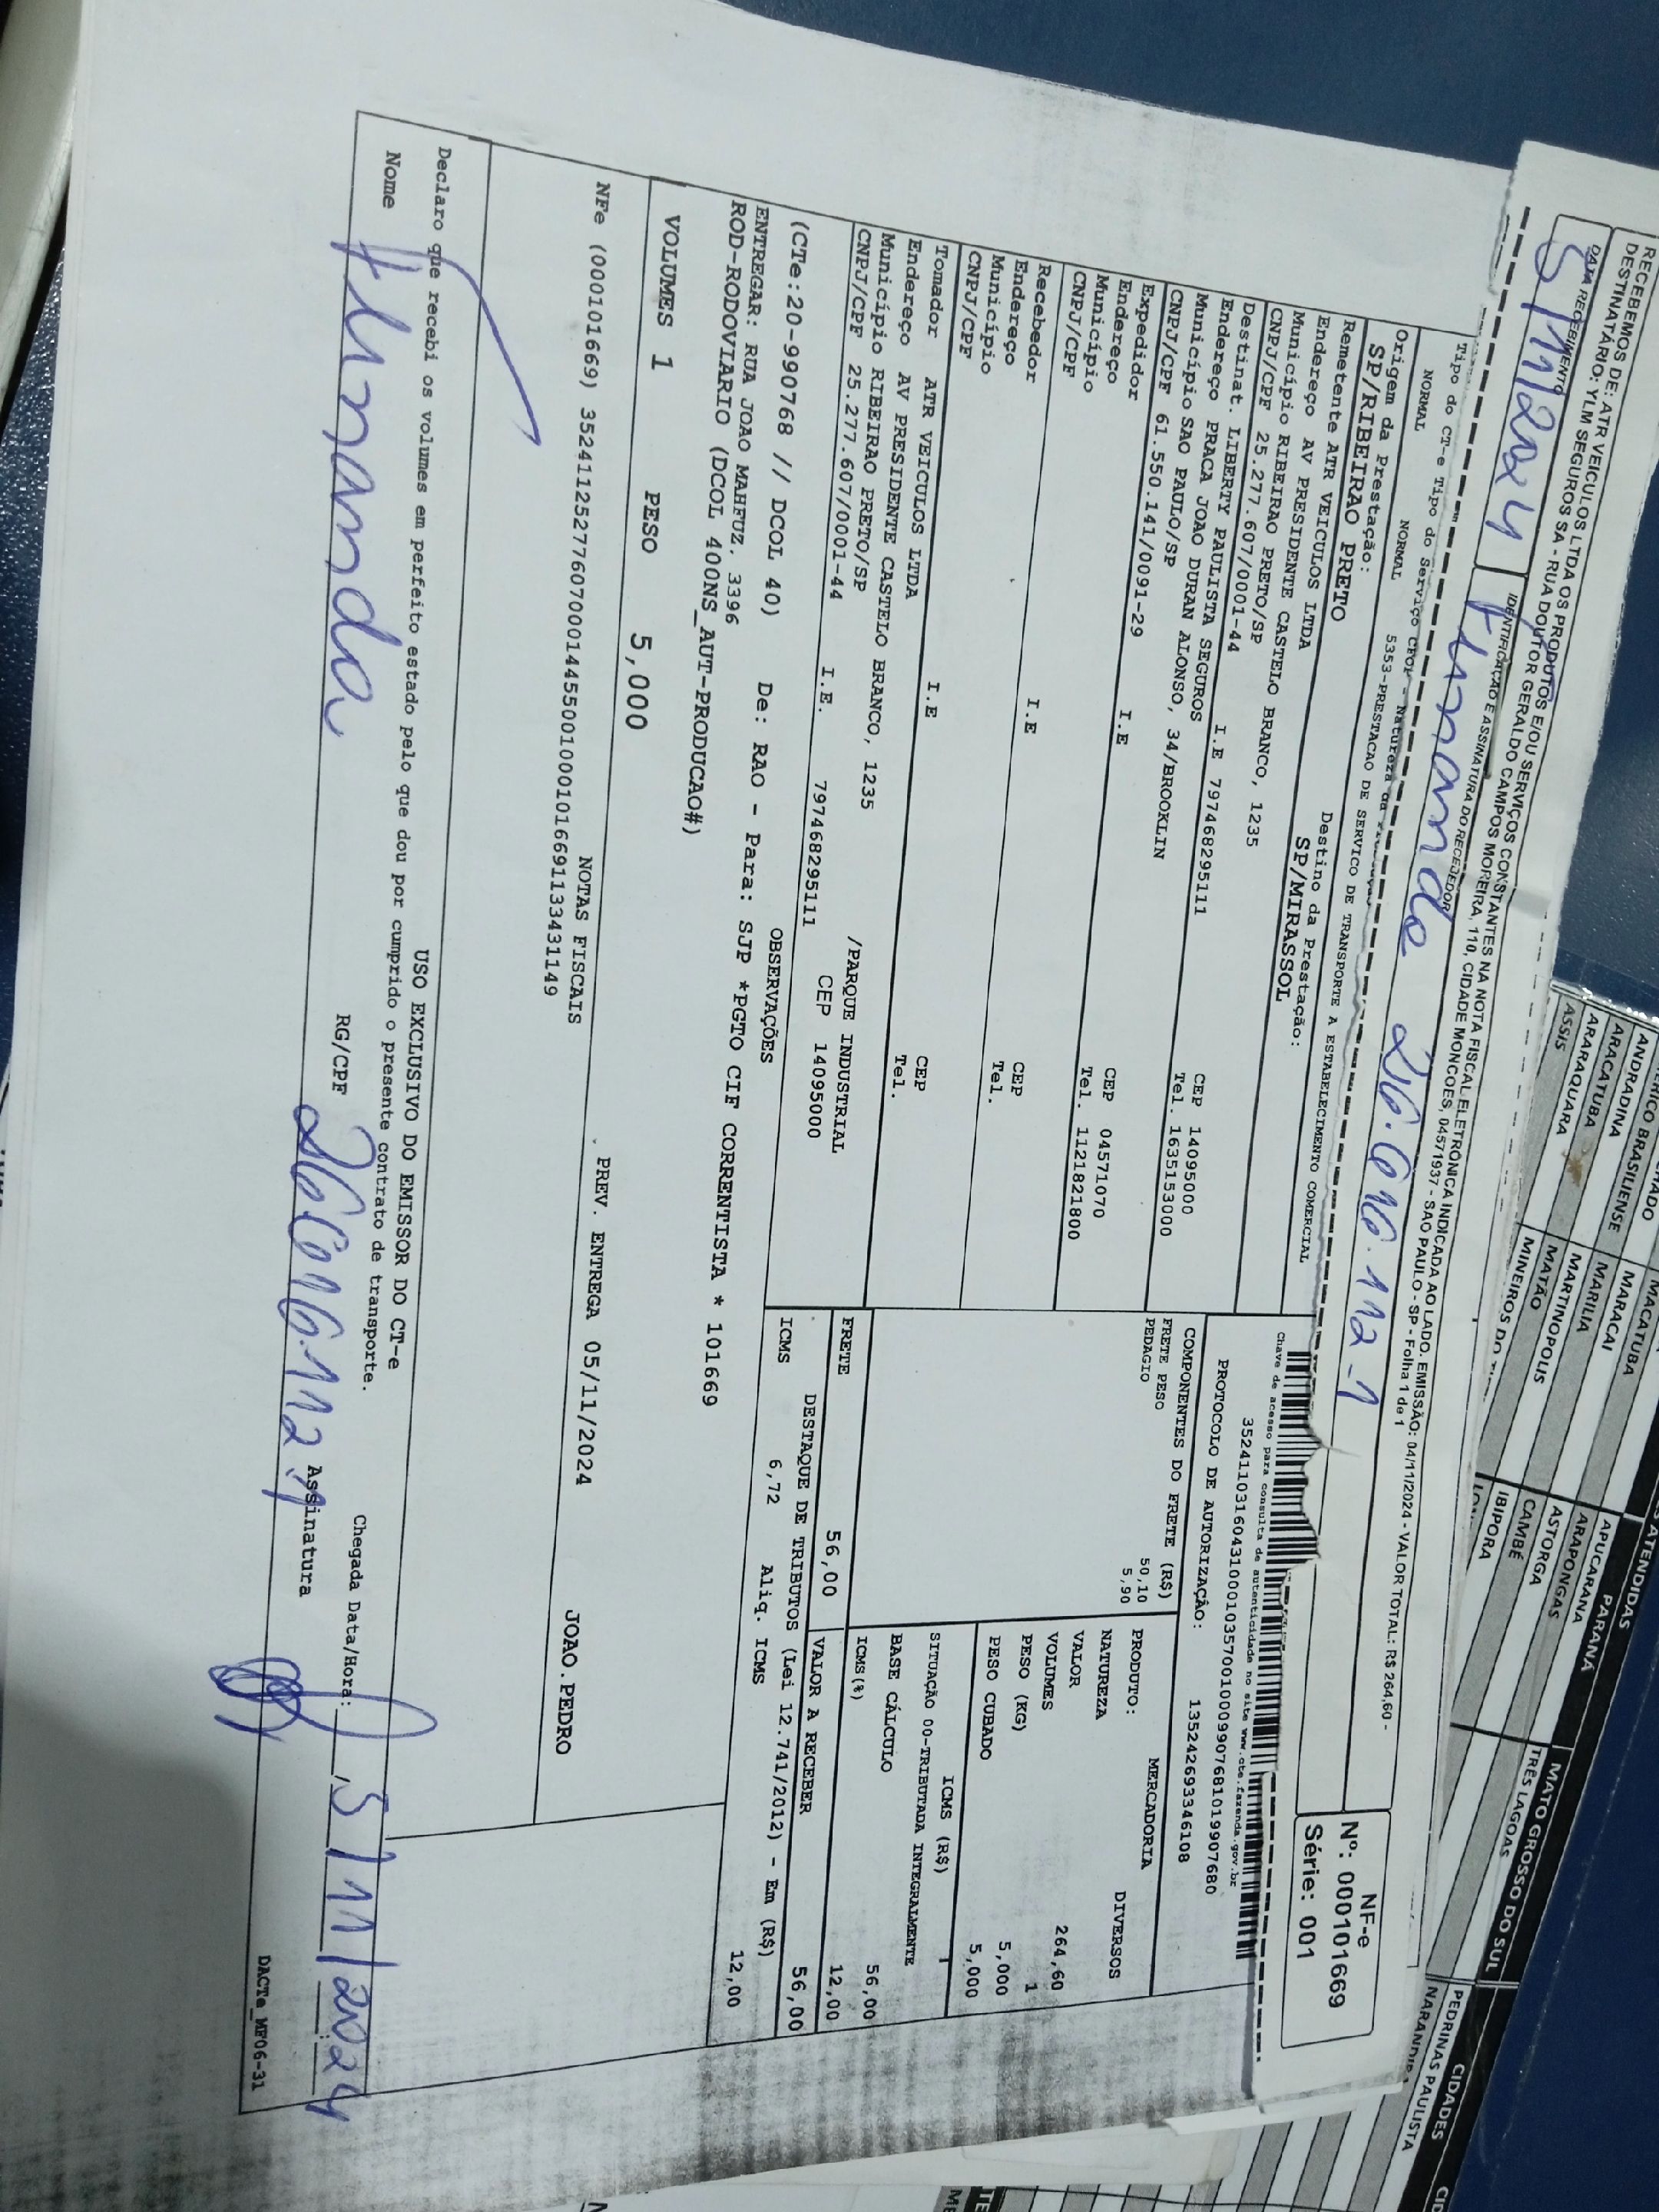 RECEBEMOS DE: ATR VEICULOS LTDA OS PRODUTOS E/OU SERVIÇOS CONSTANTES NA NOTA FISCAL ELETRÔNICA INDICADA AO LADO. EMISSÃO: 04/11/2024 - VALOR TOTAL: R$ 264,60 -
DESTINATÁRIO: YLM SEGUROS SA - RUA DOUTOR GERALDO CAMPOS MOREIRA, 110, CIDADE MONCOES, 04571937 - SAO PAULO - SP - Folha 1 de 1
DATA RECEBIMENTO
IDENTIFICAÇÃO E ASSINATURA DO RECEBEDOR
5/11/2024
Fernanda 26.616.112-1
NF-e
Nº: 000101669
Série: 001
Tipo do CT-e Tipo do Serviço CFOP - Natureza da
NORMAL NORMAL 5353-PRESTACAO DE SERVICO DE TRANSPORTE A ESTABELECIMENTO COMERCIAL
Origem da Prestação: Destino da Prestação:
SP/RIBEIRAO PRETO SP/MIRASSOL
Remetente ATR VEICULOS LTDA
Endereço AV PRESIDENTE CASTELO BRANCO, 1235
Município RIBEIRAO PRETO/SP CEP 14095000
CNPJ/CPF 25.277.607/0001-44 I.E 797468295111 Tel. 1635153000
Destinat. LIBERTY PAULISTA SEGUROS
Endereço PRACA JOAO DURAN ALONSO, 34/BROOKLIN
Município SAO PAULO/SP CEP 04571070
CNPJ/CPF 61.550.141/0091-29 I.E Tel. 1121821800
Expedidor
Endereço
Município CEP
CNPJ/CPF I.E Tel.
Recebedor
Endereço
Município CEP
CNPJ/CPF I.E Tel.
Tomador ATR VEICULOS LTDA
Endereço AV PRESIDENTE CASTELO BRANCO, 1235 /PARQUE INDUSTRIAL
Município RIBEIRAO PRETO/SP CEP 14095000
CNPJ/CPF 25.277.607/0001-44 I.E. 797468295111
Chave de acesso para consulta de autenticidade no site www.cte.fazenda.gov.br
35241103160431000103570010009907681019907680
PROTOCOLO DE AUTORIZAÇÃO: 135242693346108
COMPONENTES DO FRETE (R$)
FRETE PESO 50,10
PEDAGIO 5,90
PRODUTO: MERCADORIA
NATUREZA DIVERSOS
VALOR 264,60
VOLUMES 1
PESO (KG) 5,000
PESO CUBADO 5,000
ICMS (R$)
SITUAÇÃO 00-TRIBUTADA INTEGRALMENTE
BASE CÁLCULO 56,00
ICMS(%) 12,00
FRETE 56,00 VALOR A RECEBER 56,00
DESTAQUE DE TRIBUTOS (Lei 12.741/2012) - Em (R$)
ICMS 6,72 Aliq. ICMS 12,00
OBSERVAÇÕES
(CTe:20-990768 // DCOL 40) De: RAO - Para: SJP *PGTO CIF CORRENTISTA * 101669
ENTREGAR: RUA JOAO MAHFUZ, 3396
ROD-RODOVIARIO (DCOL 400NS_AUT-PRODUCAO#)
VOLUMES 1 PESO 5,000
PREV. ENTREGA 05/11/2024 JOAO.PEDRO
NOTAS FISCAIS
NFe (000101669) 35241125277607000144550010001016691133431149
USO EXCLUSIVO DO EMISSOR DO CT-e
Declaro que recebi os volumes em perfeito estado pelo que dou por cumprido o presente contrato de transporte.
Nome Fernanda RG/CPF 26616.112.1 Assinatura
Chegada Data/Hora: 5/11/2024
DACTe_MF06-31
ATENDIDAS
ANDRADINA
ARACATUBA
ARARAQUARA
ASSIS
MACATUBA
MARACAI
MARILIA
MARTINOPOLIS
MATÃO
PARANÁ
APUCARANA
ARAPONGAS
ASTORGA
CAMBÉ
IBIPORA
MATO GROSSO DO SUL
TRÊS LAGOAS
CIDADES
PEDRINAS PAULISTA